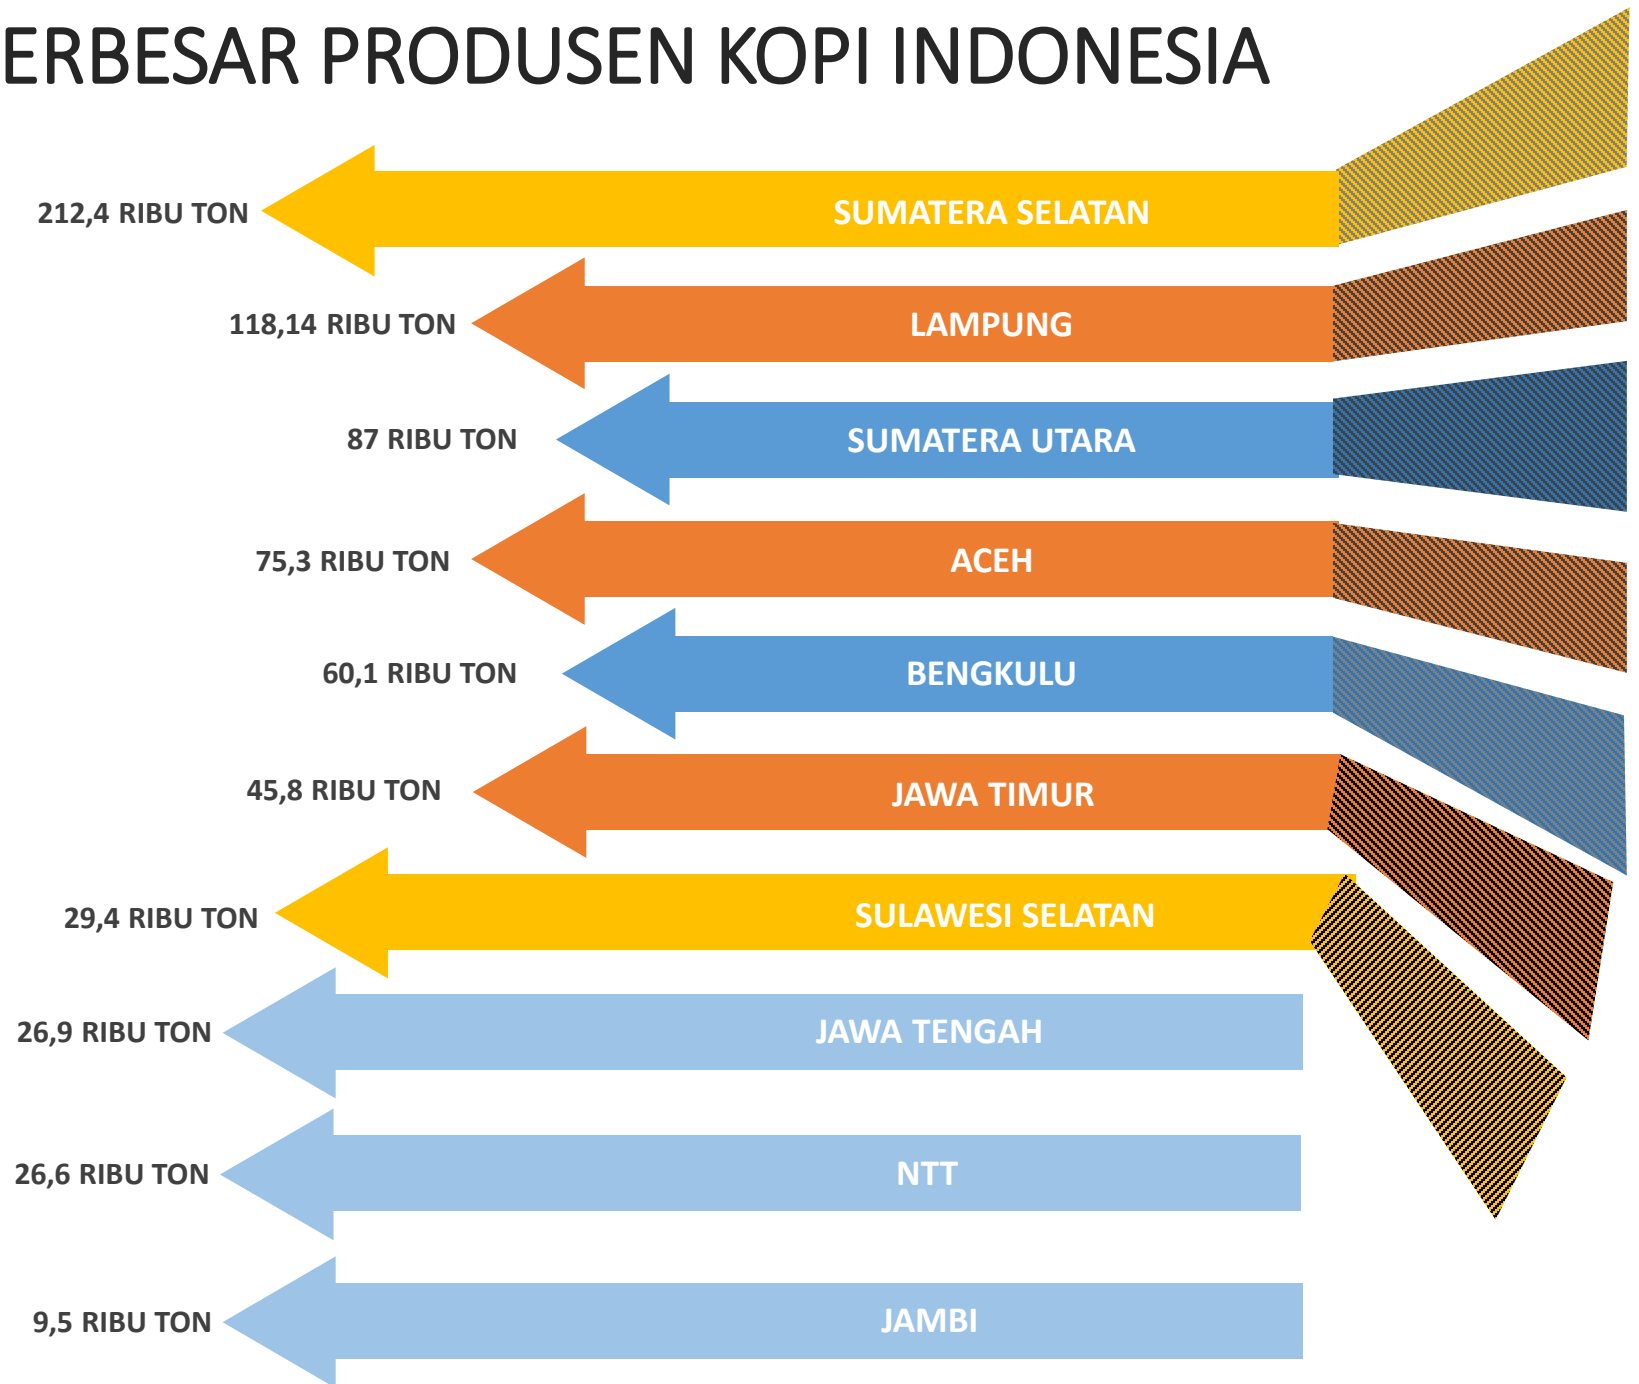 ERBESAR PRODUSEN KOPI INDONESIA
212,4 RIBU TON SUMATERA SELATAN
118,14 RIBU TON LAMPUNG
87 RIBU TON SUMATERA UTARA
75,3 RIBU TON ACEH
60,1 RIBU TON BENGKULU
45,8 RIBU TON JAWA TIMUR
29,4 RIBU TON SULAWESI SELATAN
26,9 RIBU TON JAWA TENGAH
26,6 RIBU TON NTT
9,5 RIBU TON JAMBI